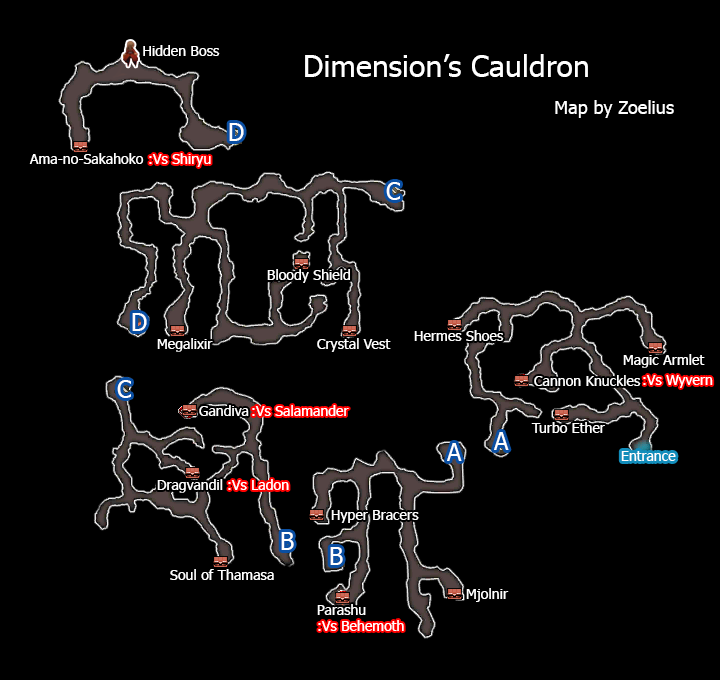 Dimension's Cauldron
Map by Zoelius
Hidden Boss
D
Ama-no-Sakahoko :Vs Shiryu
C
Bloody Shield
D
Megalixir
Crystal Vest
Hermes Shoes
Magic Armlet
Cannon Knuckles :Vs Wyvern
Turbo Ether
A
Entrance
C
Gandiva :Vs Salamander
Dragvandil :Vs Ladon
B
Soul of Thamasa
A
Hyper Bracers
B
Parashu
:Vs Behemoth
Mjolnir